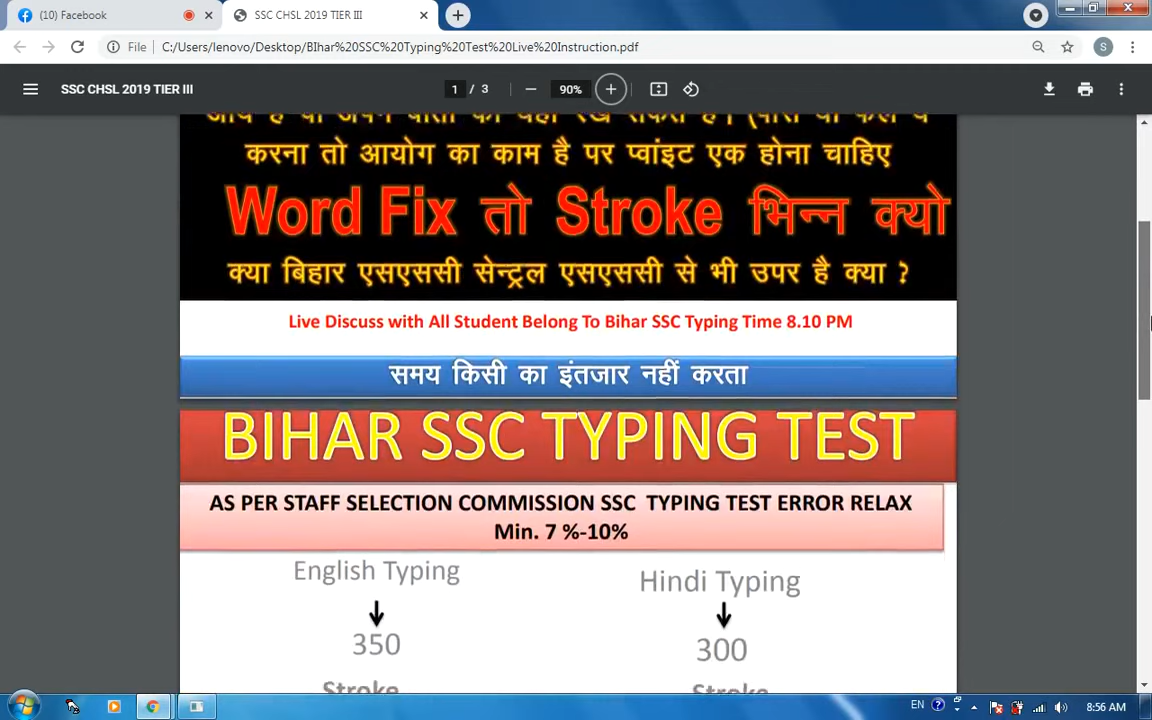 (10) Facebook
SSC CHSL 2019 TIER III
File C:/Users/lenovo/Desktop/BIhar%20SSC%20Typing%20Test%20Live%20Instruction.pdf
S
SSC CHSL 2019 TIER III
1 / 3
90%
करना तो आयोग का काम है पर प्वांइट एक होना चाहिए
Word Fix तो Stroke भिन्न क्यो
क्या बिहार एसएससी सेन्ट्रल एसएससी से भी उपर है क्या ?
Live Discuss with All Student Belong To Bihar SSC Typing Time 8.10 PM
समय किसी का इंतजार नहीं करता
BIHAR SSC TYPING TEST
AS PER STAFF SELECTION COMMISSION SSC TYPING TEST ERROR RELAX
Min. 7 %-10%
English Typing
Hindi Typing
350
300
Stroke
Stroke
EN
8:56 AM